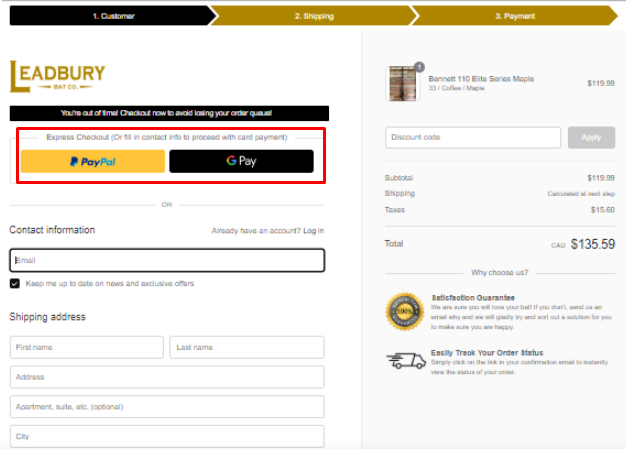 1. Customer
2. Shipping
3. Payment
LEADBURY
BAT CO.
You're out of time! Checkout now to avoid losing your order queue!
Express Checkout (Or fill in contact info to proceed with card payment)
PayPal
G Pay
OR
Contact information
Already have an account? Log in
Email
Keep me up to date on news and exclusive offers
Shipping address
First name
Last name
Address
Apartment, suite, etc. (optional)
City
1
Bennett 110 Elite Series Maple
33 / Coffee / Maple
$119.99
Discount code
Apply
Subtotal
$119.99
Shipping
Calculated at next step
Taxes
$15.60
Total
CAD $135.59
Why choose us?
100%
Satisfaction Guarantee
We are sure you will love your bat! If you don't, send us an
email why and we will gladly try and sort out a solution for you
to make sure you are happy.
Easily Track Your Order Status
Simply click on the link in your confirmation email to instantly
view the status of your order.